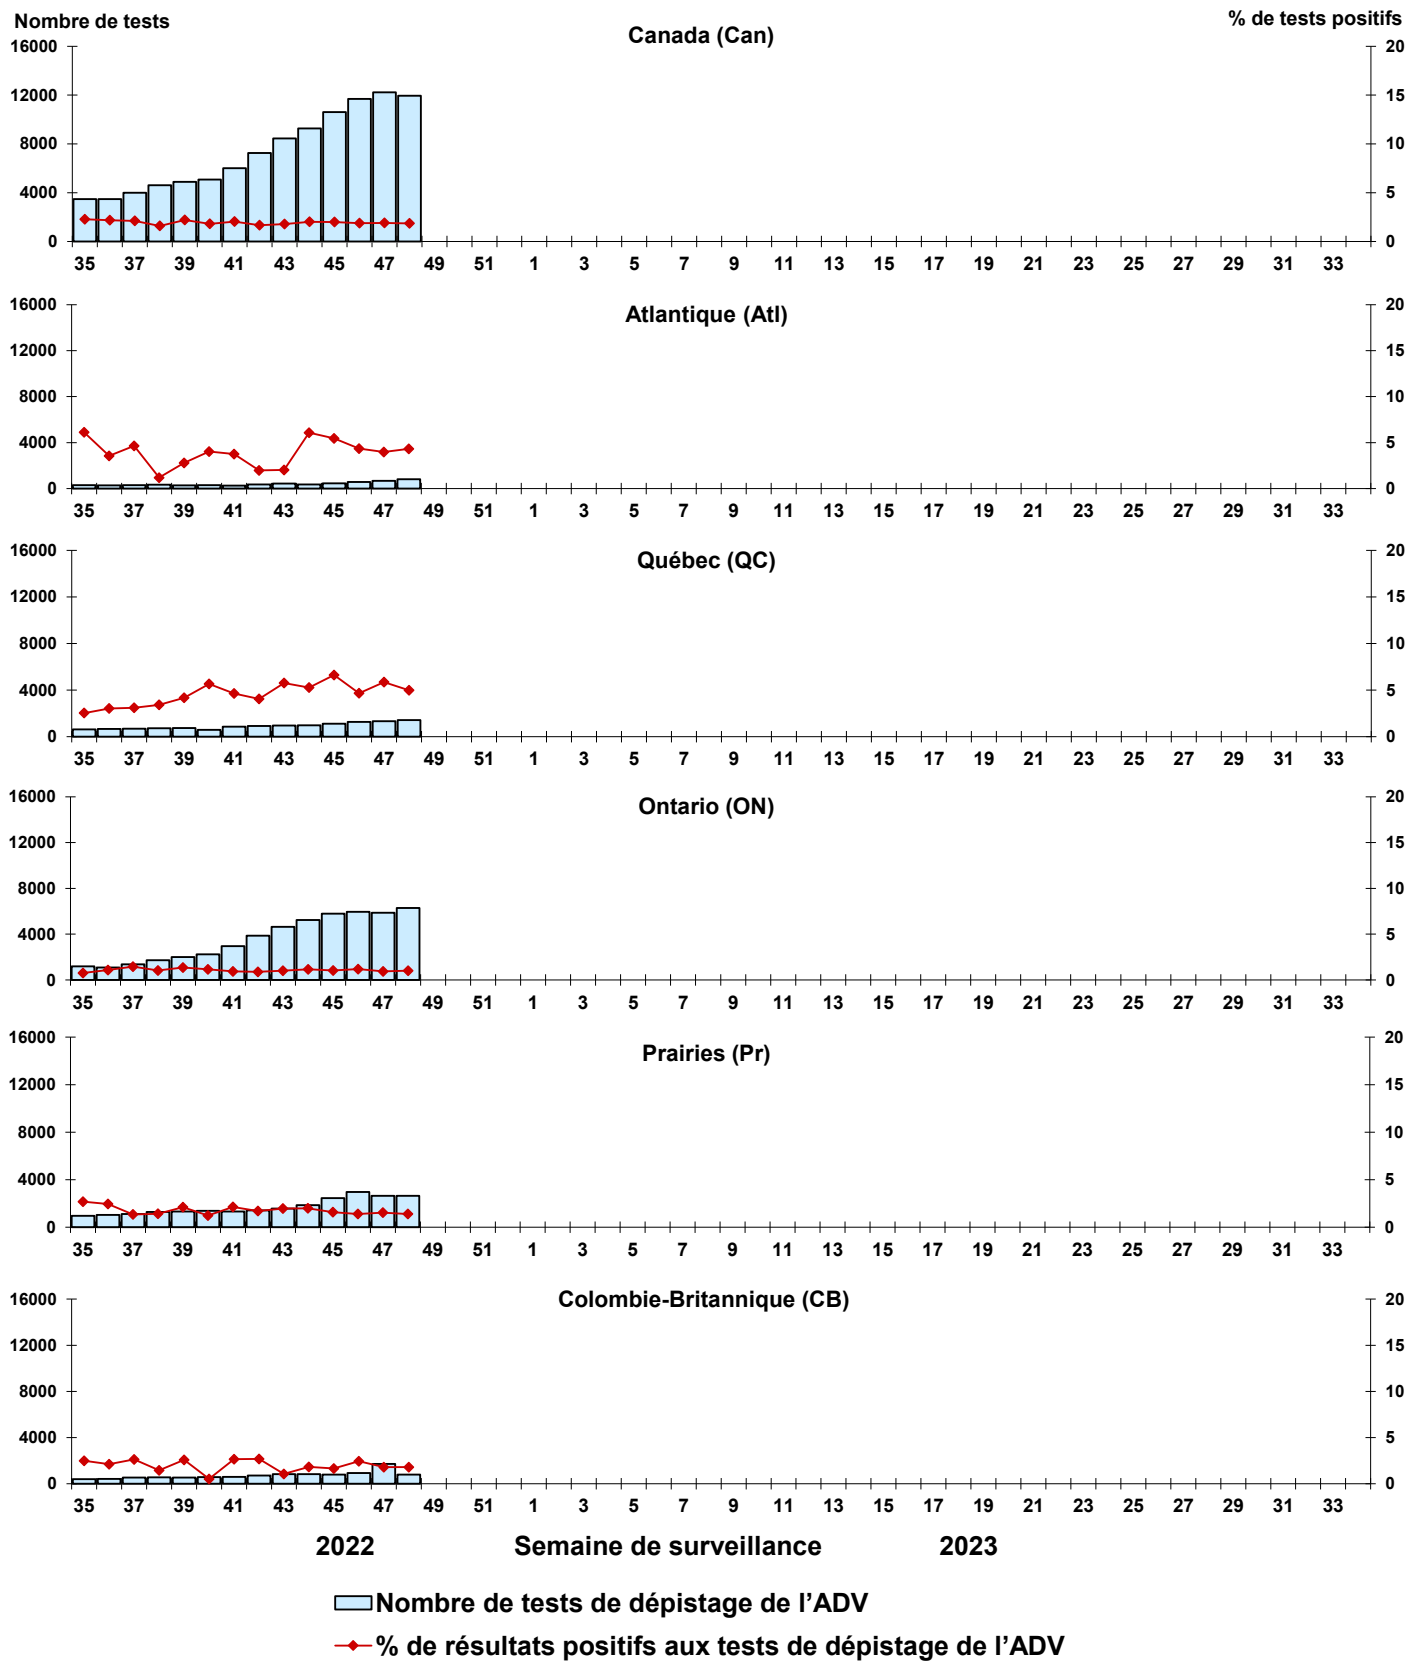 Nombre de tests
% de tests positifs
Canada (Can)
16000 12000 8000 4000 0
20 15 10 5 0
35 37 39 41 43 45 47 49 51 1 3 5 7 9 11 13 15 17 19 21 23 25 27 29 31 33
Atlantique (Atl)
16000 12000 8000 4000 0
20 15 10 5 0
35 37 39 41 43 45 47 49 51 1 3 5 7 9 11 13 15 17 19 21 23 25 27 29 31 33
Québec (QC)
16000 12000 8000 4000 0
20 15 10 5 0
35 37 39 41 43 45 47 49 51 1 3 5 7 9 11 13 15 17 19 21 23 25 27 29 31 33
Ontario (ON)
16000 12000 8000 4000 0
20 15 10 5 0
35 37 39 41 43 45 47 49 51 1 3 5 7 9 11 13 15 17 19 21 23 25 27 29 31 33
Prairies (Pr)
16000 12000 8000 4000 0
20 15 10 5 0
35 37 39 41 43 45 47 49 51 1 3 5 7 9 11 13 15 17 19 21 23 25 27 29 31 33
Colombie-Britannique (CB)
16000 12000 8000 4000 0
20 15 10 5 0
35 37 39 41 43 45 47 49 51 1 3 5 7 9 11 13 15 17 19 21 23 25 27 29 31 33
2022 Semaine de surveillance 2023
Nombre de tests de dépistage de l’ADV
% de résultats positifs aux tests de dépistage de l’ADV